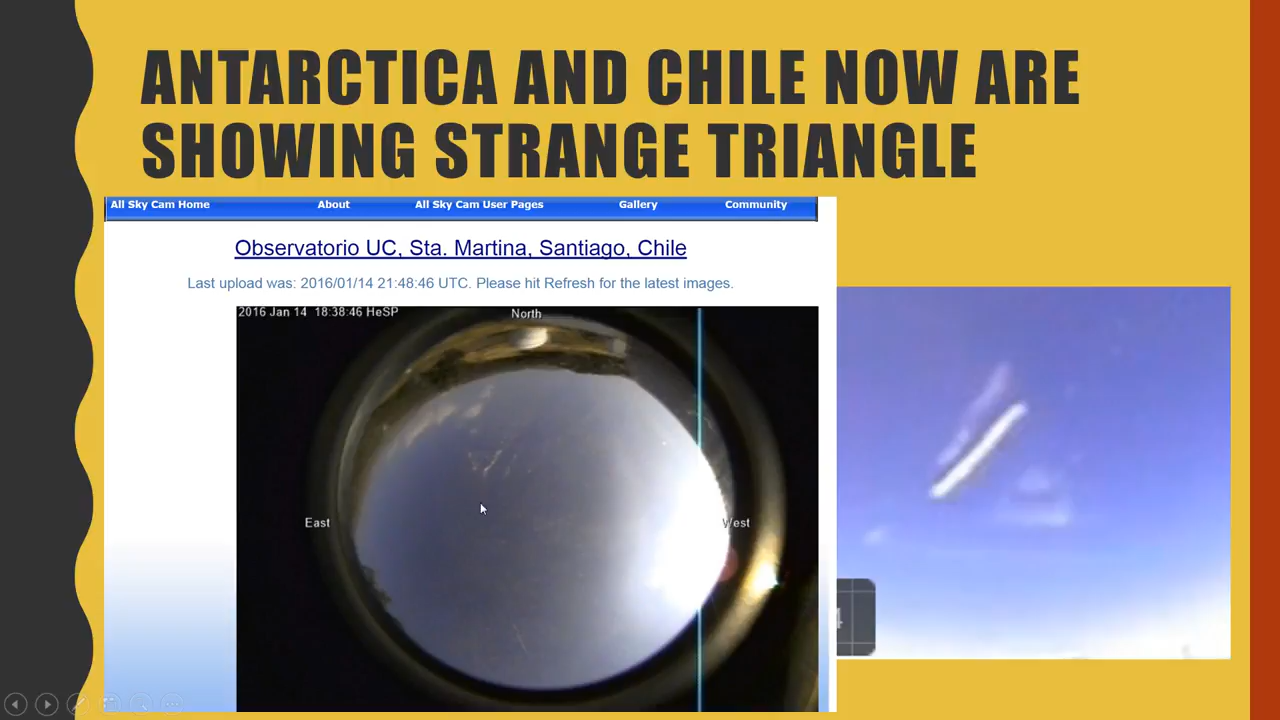 ANTARCTICA AND CHILE NOW ARE
SHOWING STRANGE TRIANGLE
All Sky Cam Home About All Sky Cam User Pages Gallery Community
Observatorio UC, Sta. Martina, Santiago, Chile
Last upload was: 2016/01/14 21:48:46 UTC. Please hit Refresh for the latest images.
2016 Jan 14 18:38:46 HeSP
North
East
West